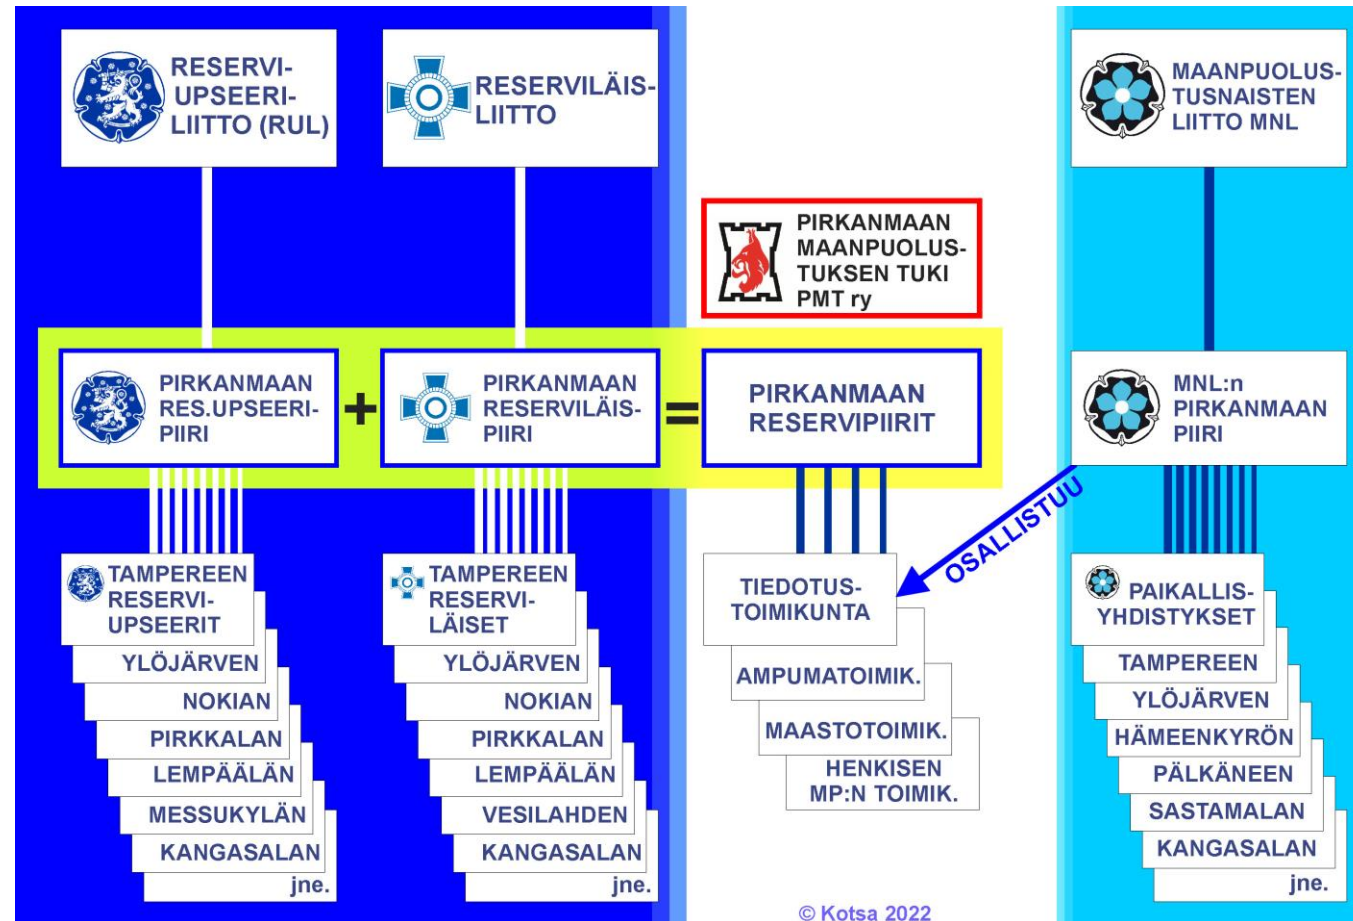 RESERVI-
UPSEERI-
LIITTO (RUL)
RESERVILÄIS-
LIITTO
MAANPUOLUS-
TUSNAISTEN
LIITTO MNL
PIRKANMAAN
MAANPUOLUS-
TUKSEN TUKI
PMT ry
PIRKANMAAN
RES.UPSEERI-
PIIRI
+
PIRKANMAAN
RESERVILÄIS-
PIIRI
=
PIRKANMAAN
RESERVIPIIRIT
MNL:n
PIRKANMAAN
PIIRI
OSALLISTUU
TAMPEREEN
RESERVI-
UPSEERIT
YLÖJÄRVEN
NOKIAN
PIRKKALAN
LEMPÄÄLÄN
MESSUKYLÄN
KANGASALAN
jne.
TAMPEREEN
RESERVI-
LÄISET
YLÖJÄRVEN
NOKIAN
PIRKKALAN
LEMPÄÄLÄN
VESILAHDEN
KANGASALAN
jne.
TIEDOTUS-
TOIMIKUNTA
AMPUMATOIMIK.
MAASTOTOIMIK.
HENKISEN
MP:N TOIMIK.
PAIKALLIS-
YHDISTYKSET
TAMPEREEN
YLÖJÄRVEN
HÄMEENKYRÖN
PÄLKÄNEEN
SASTAMALAN
KANGASALAN
jne.
© Kotsa 2022